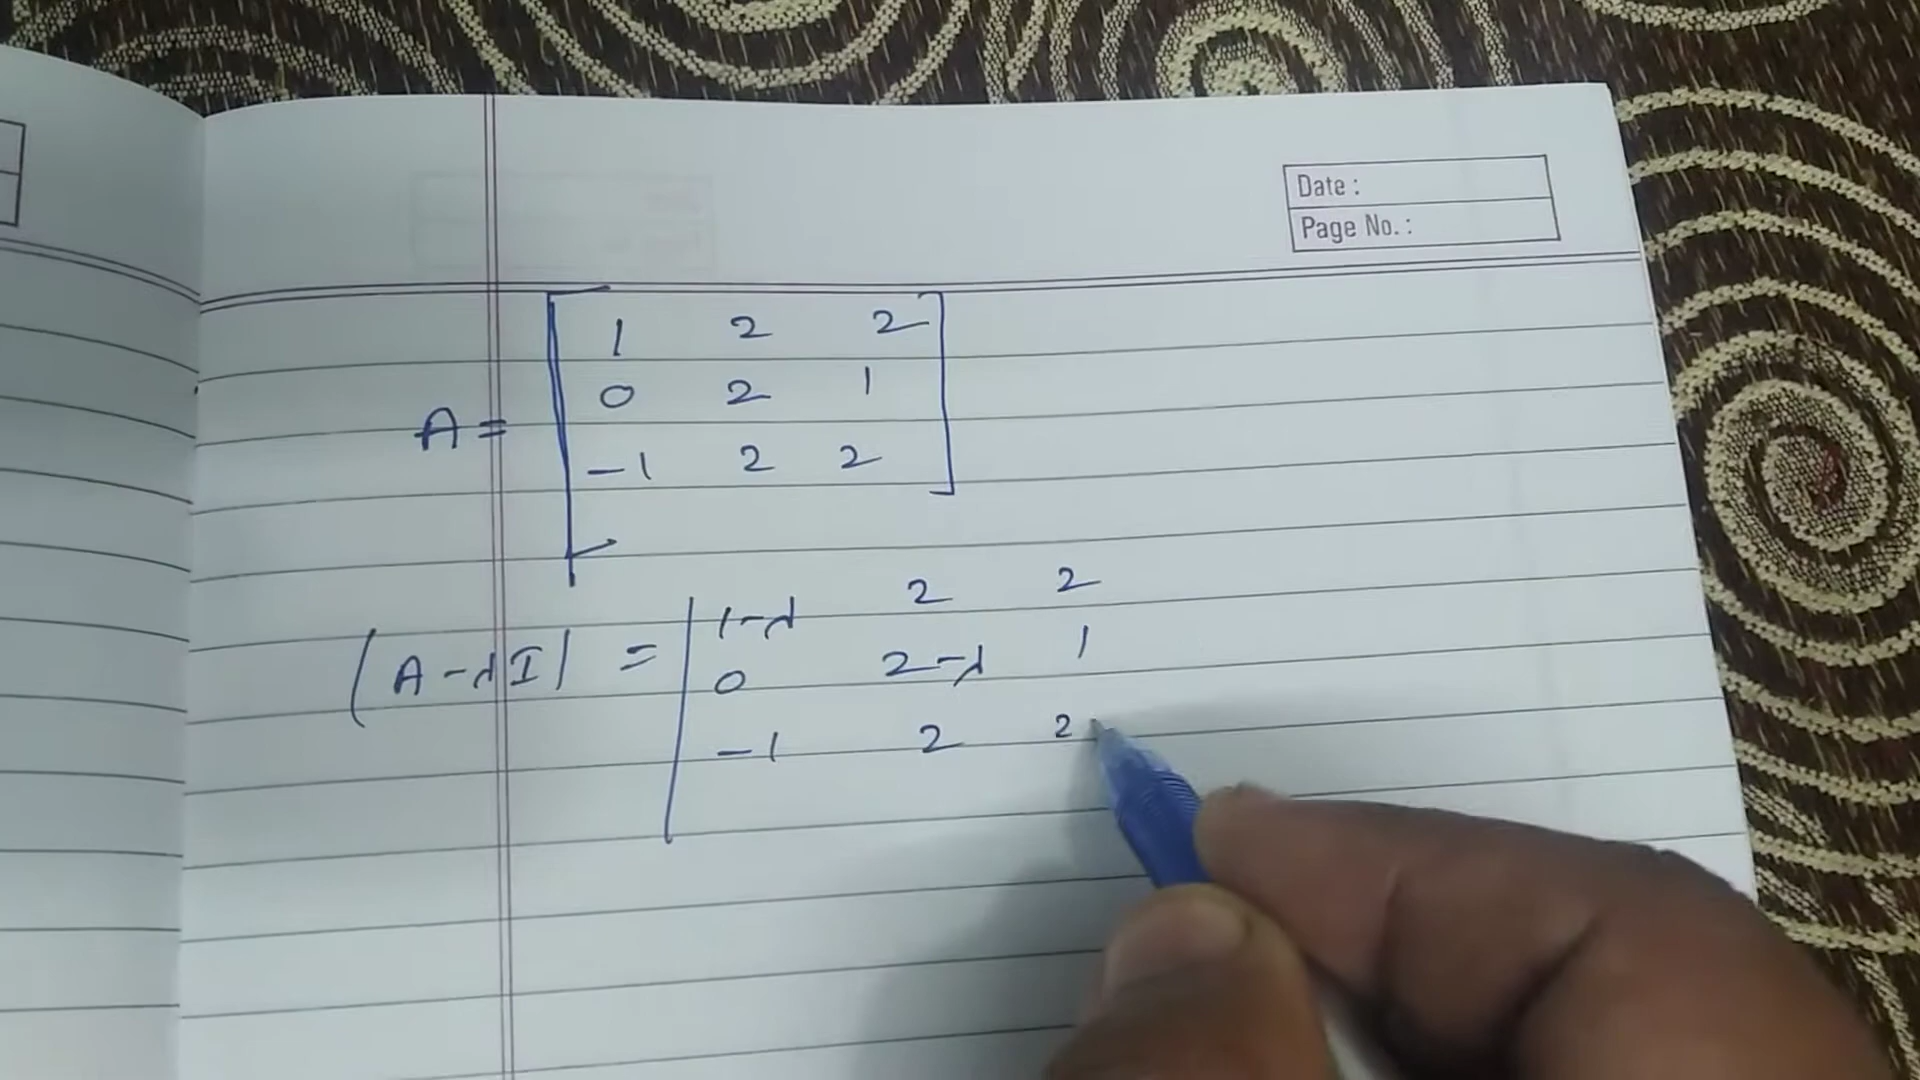 Date :
Page No. :
1 2 2
0 2 1
A =
-1 2 2
1-λ 2 2
|A-λI| =
0 2-λ 1
-1 2 2